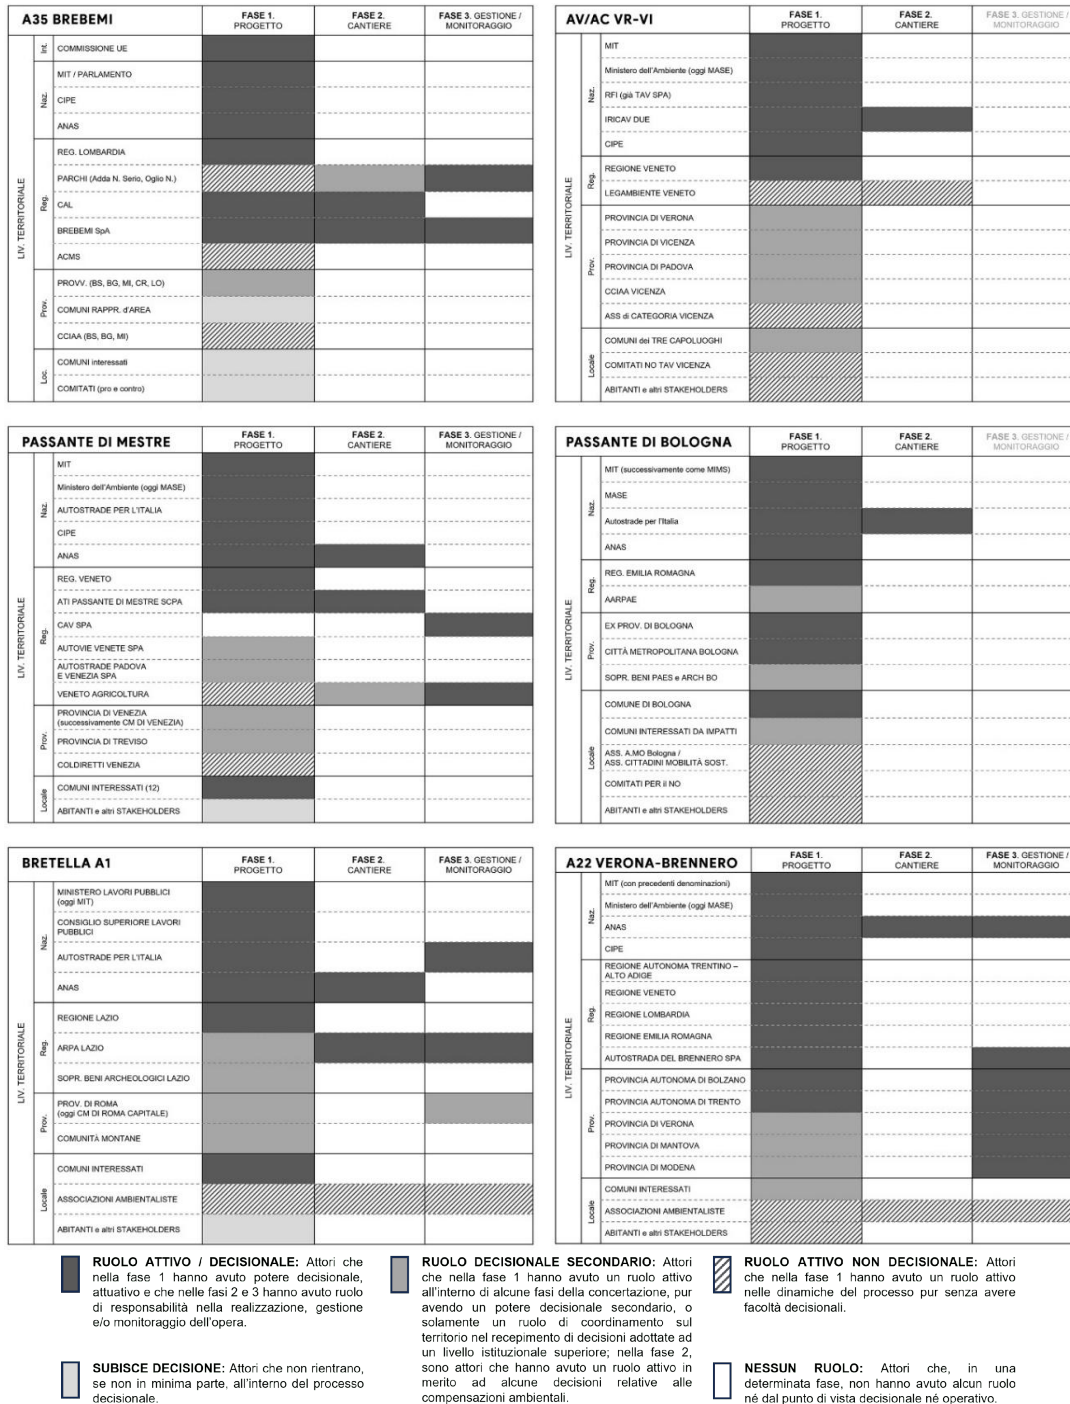 A35 BREBEMI
FASE 1.
PROGETTO
FASE 2.
CANTIERE
FASE 3. GESTIONE /
MONITORAGGIO
LIV. TERRITORIALE
Int.
COMMISSIONE UE
Naz.
MIT / PARLAMENTO
CIPE
ANAS
Reg.
REG. LOMBARDIA
PARCHI (Adda N. Serio, Oglio N.)
CAL
BREBEMI SpA
ACMS
Prov.
PROVV. (BS, BG, MI, CR, LO)
COMUNI RAPPR. d'AREA
CCIAA (BS, BG, MI)
Loc.
COMUNI interessati
COMITATI (pro e contro)
AV/AC VR-VI
FASE 1.
PROGETTO
FASE 2.
CANTIERE
FASE 3. GESTIONE /
MONITORAGGIO
LIV. TERRITORIALE
Naz.
MIT
Ministero dell'Ambiente (oggi MASE)
RFI (già TAV SPA)
IRICAV DUE
CIPE
Reg.
REGIONE VENETO
LEGAMBIENTE VENETO
Prov.
PROVINCIA DI VERONA
PROVINCIA DI VICENZA
PROVINCIA DI PADOVA
CCIAA VICENZA
ASS di CATEGORIA VICENZA
Locale
COMUNI dei TRE CAPOLUOGHI
COMITATI NO TAV VICENZA
ABITANTI e altri STAKEHOLDERS
PASSANTE DI MESTRE
FASE 1.
PROGETTO
FASE 2.
CANTIERE
FASE 3. GESTIONE /
MONITORAGGIO
LIV. TERRITORIALE
Naz.
MIT
Ministero dell'Ambiente (oggi MASE)
AUTOSTRADE PER L'ITALIA
CIPE
ANAS
Reg.
REG. VENETO
ATI PASSANTE DI MESTRE SCPA
CAV SPA
AUTOVIE VENETE SPA
AUTOSTRADE PADOVA
E VENEZIA SPA
VENETO AGRICOLTURA
Prov.
PROVINCIA DI VENEZIA
(successivamente CM DI VENEZIA)
PROVINCIA DI TREVISO
COLDIRETTI VENEZIA
Locale
COMUNI INTERESSATI (12)
ABITANTI e altri STAKEHOLDERS
PASSANTE DI BOLOGNA
FASE 1.
PROGETTO
FASE 2.
CANTIERE
FASE 3. GESTIONE /
MONITORAGGIO
LIV. TERRITORIALE
Naz.
MIT (successivamente come MIMS)
MASE
Autostrade per l'Italia
ANAS
Reg.
REG. EMILIA ROMAGNA
AARPAE
Prov.
EX PROV. DI BOLOGNA
CITTÀ METROPOLITANA BOLOGNA
SOPR. BENI PAES e ARCH BO
Locale
COMUNE DI BOLOGNA
COMUNI INTERESSATI DA IMPATTI
ASS. A.MO Bologna /
ASS. CITTADINI MOBILITÀ SOST.
COMITATI PER il NO
ABITANTI e altri STAKEHOLDERS
BRETELLA A1
FASE 1.
PROGETTO
FASE 2.
CANTIERE
FASE 3. GESTIONE /
MONITORAGGIO
LIV. TERRITORIALE
Naz.
MINISTERO LAVORI PUBBLICI
(oggi MIT)
CONSIGLIO SUPERIORE LAVORI
PUBBLICI
AUTOSTRADE PER L'ITALIA
ANAS
Reg.
REGIONE LAZIO
ARPA LAZIO
SOPR. BENI ARCHEOLOGICI LAZIO
Prov.
PROV. DI ROMA
(oggi CM DI ROMA CAPITALE)
COMUNITÀ MONTANE
Locale
COMUNI INTERESSATI
ASSOCIAZIONI AMBIENTALISTE
ABITANTI e altri STAKEHOLDERS
A22 VERONA-BRENNERO
FASE 1.
PROGETTO
FASE 2.
CANTIERE
FASE 3. GESTIONE /
MONITORAGGIO
LIV. TERRITORIALE
Naz.
MIT (con precedenti denominazioni)
Ministero dell'Ambiente (oggi MASE)
ANAS
CIPE
Reg.
REGIONE AUTONOMA TRENTINO –
ALTO ADIGE
REGIONE VENETO
REGIONE LOMBARDIA
REGIONE EMILIA ROMAGNA
AUTOSTRADA DEL BRENNERO SPA
Prov.
PROVINCIA AUTONOMA DI BOLZANO
PROVINCIA AUTONOMA DI TRENTO
PROVINCIA DI VERONA
PROVINCIA DI MANTOVA
PROVINCIA DI MODENA
Locale
COMUNI INTERESSATI
ASSOCIAZIONI AMBIENTALISTE
ABITANTI e altri STAKEHOLDERS
RUOLO ATTIVO / DECISIONALE: Attori che
nella fase 1 hanno avuto potere decisionale,
attuativo e che nelle fasi 2 e 3 hanno avuto ruolo
di responsabilità nella realizzazione, gestione
e/o monitoraggio dell'opera.
SUBISCE DECISIONE: Attori che non rientrano,
se non in minima parte, all'interno del processo
decisionale.
RUOLO DECISIONALE SECONDARIO: Attori
che nella fase 1 hanno avuto un ruolo attivo
all'interno di alcune fasi della concertazione, pur
avendo un potere decisionale secondario, o
solamente un ruolo di coordinamento sul
territorio nel recepimento di decisioni adottate ad
un livello istituzionale superiore; nella fase 2,
sono attori che hanno avuto un ruolo attivo in
merito ad alcune decisioni relative alle
compensazioni ambientali.
RUOLO ATTIVO NON DECISIONALE: Attori
che nella fase 1 hanno avuto un ruolo attivo
nelle dinamiche del processo pur senza avere
facoltà decisionali.
NESSUN RUOLO: Attori che, in una
determinata fase, non hanno avuto alcun ruolo
né dal punto di vista decisionale né operativo.